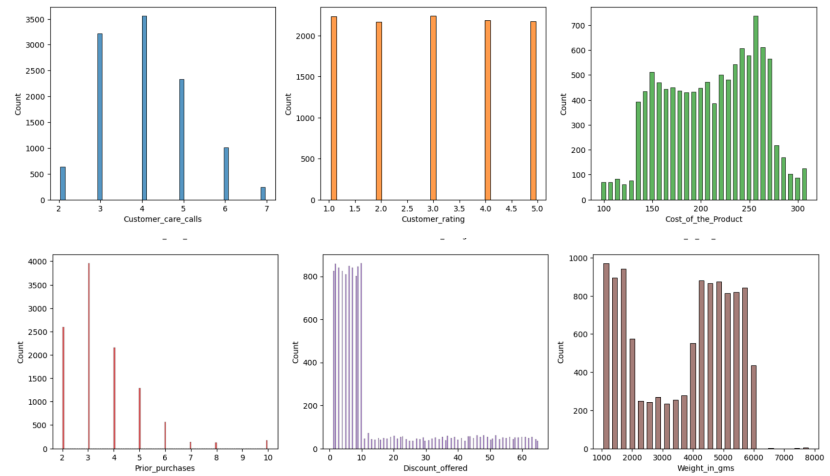 3500
3000
2500
2000
1500
1000
500
0
Count
2 3 4 5 6 7
Customer_care_calls
2000
1500
1000
500
0
Count
1.0 1.5 2.0 2.5 3.0 3.5 4.0 4.5 5.0
Customer_rating
700
600
500
400
300
200
100
0
Count
100 150 200 250 300
Cost_of_the_Product
4000
3500
3000
2500
2000
1500
1000
500
0
Count
2 3 4 5 6 7 8 9 10
Prior_purchases
800
600
400
200
0
Count
0 10 20 30 40 50 60
Discount_offered
1000
800
600
400
200
0
Count
1000 2000 3000 4000 5000 6000 7000 8000
Weight_in_gms